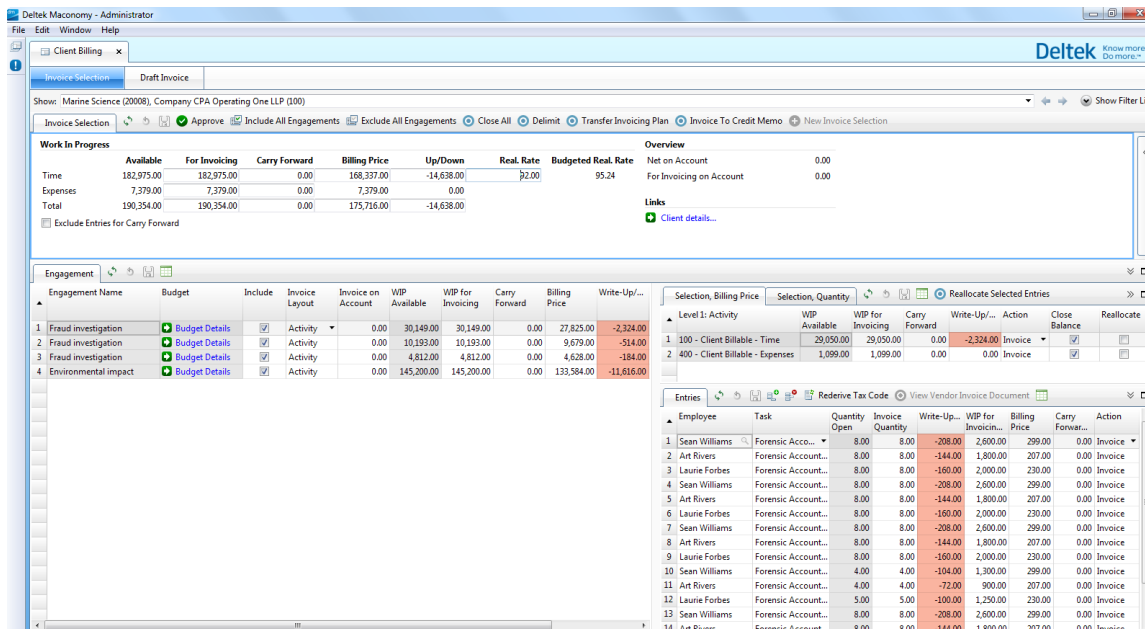 Deltek Maconomy - Administrator
File Edit Window Help
Client Billing
Deltek Know more. Do more.™
Invoice Selection Draft Invoice
Show: Marine Science (20008), Company CPA Operating One LLP (100) Show Filter Li
Invoice Selection Approve Include All Engagements Exclude All Engagements Close All Delimit Transfer Invoicing Plan Invoice To Credit Memo New Invoice Selection
Work In Progress Overview
Available For Invoicing Carry Forward Billing Price Up/Down Real. Rate Budgeted Real. Rate Net on Account 0.00
Time 182,975.00 182,975.00 0.00 168,337.00 -14,638.00 92.00 95.24 For Invoicing on Account 0.00
Expenses 7,379.00 7,379.00 0.00 7,379.00 0.00
Total 190,354.00 190,354.00 0.00 175,716.00 -14,638.00 Links
Exclude Entries for Carry Forward Client details...
Engagement
Engagement Name Budget Include Invoice Layout Invoice on Account WIP Available WIP for Invoicing Carry Forward Billing Price Write-Up/...
1 Fraud investigation Budget Details Activity 0.00 30,149.00 30,149.00 0.00 27,825.00 -2,324.00
2 Fraud investigation Budget Details Activity 0.00 10,193.00 10,193.00 0.00 9,679.00 -514.00
3 Fraud investigation Budget Details Activity 0.00 4,812.00 4,812.00 0.00 4,628.00 -184.00
4 Environmental impact Budget Details Activity 0.00 145,200.00 145,200.00 0.00 133,584.00 -11,616.00
Selection, Billing Price Selection, Quantity Reallocate Selected Entries
Level 1: Activity WIP Available WIP for Invoicing Carry Forward Write-Up/... Action Close Balance Reallocate
1 100 - Client Billable - Time 29,050.00 29,050.00 0.00 -2,324.00 Invoice
2 400 - Client Billable - Expenses 1,099.00 1,099.00 0.00 0.00 Invoice
Entries Rederive Tax Code View Vendor Invoice Document
Employee Task Quantity Open Invoice Quantity Write-Up... WIP for Invoicin... Billing Price Carry Forwar... Action
1 Sean Williams Forensic Acco... 8.00 8.00 -208.00 2,600.00 299.00 0.00 Invoice
2 Art Rivers Forensic Account... 8.00 8.00 -144.00 1,800.00 207.00 0.00 Invoice
3 Laurie Forbes Forensic Account... 8.00 8.00 -160.00 2,000.00 230.00 0.00 Invoice
4 Sean Williams Forensic Account... 8.00 8.00 -208.00 2,600.00 299.00 0.00 Invoice
5 Art Rivers Forensic Account... 8.00 8.00 -144.00 1,800.00 207.00 0.00 Invoice
6 Laurie Forbes Forensic Account... 8.00 8.00 -160.00 2,000.00 230.00 0.00 Invoice
7 Sean Williams Forensic Account... 8.00 8.00 -208.00 2,600.00 299.00 0.00 Invoice
8 Art Rivers Forensic Account... 8.00 8.00 -144.00 1,800.00 207.00 0.00 Invoice
9 Laurie Forbes Forensic Account... 8.00 8.00 -160.00 2,000.00 230.00 0.00 Invoice
10 Sean Williams Forensic Account... 4.00 4.00 -104.00 1,300.00 299.00 0.00 Invoice
11 Art Rivers Forensic Account... 4.00 4.00 -72.00 900.00 207.00 0.00 Invoice
12 Laurie Forbes Forensic Account... 5.00 5.00 -100.00 1,250.00 230.00 0.00 Invoice
13 Sean Williams Forensic Account... 8.00 8.00 -208.00 2,600.00 299.00 0.00 Invoice
14 Art Rivers Forensic Account... 8.00 8.00 -144.00 1,800.00 207.00 0.00 Invoice